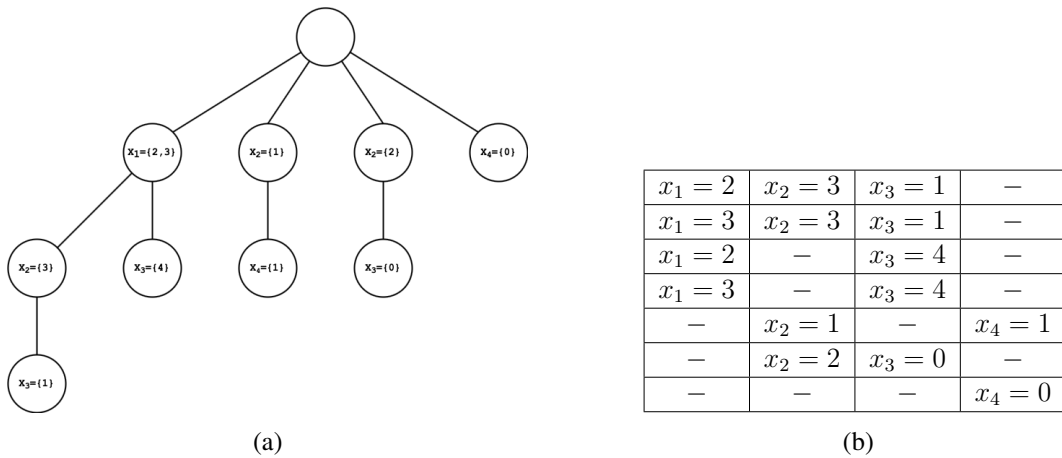 X₁={2,3} X₂={1} X₂={2} X₄={0}
X₂={3} X₃={4} X₄={1} X₃={0}
X₃={1}
(a)
x₁ = 2 x₂ = 3 x₃ = 1 −
x₁ = 3 x₂ = 3 x₃ = 1 −
x₁ = 2 − x₃ = 4 −
x₁ = 3 − x₃ = 4 −
− x₂ = 1 − x₄ = 1
− x₂ = 2 x₃ = 0 −
− − − x₄ = 0
(b)